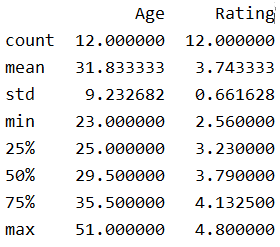 Age Rating
count 12.000000 12.000000
mean 31.833333 3.743333
std 9.232682 0.661628
min 23.000000 2.560000
25% 25.000000 3.230000
50% 29.500000 3.790000
75% 35.500000 4.132500
max 51.000000 4.800000